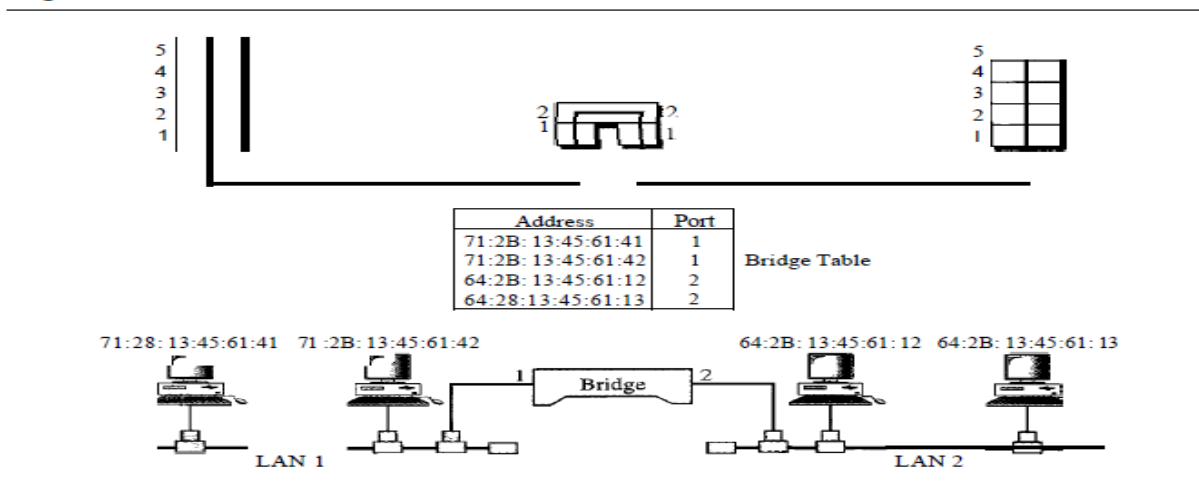 5
4
3
2
1
2
1
2
1
5
4
3
2
1
Address Port
71:2B: 13:45:61:41 1
71:2B: 13:45:61:42 1
64:2B: 13:45:61:12 2
64:28:13:45:61:13 2
Bridge Table
71:28: 13:45:61:41 71 :2B: 13:45:61:42 64:2B: 13:45:61: 12 64:2B: 13:45:61: 13
1 Bridge 2
LAN 1 LAN 2